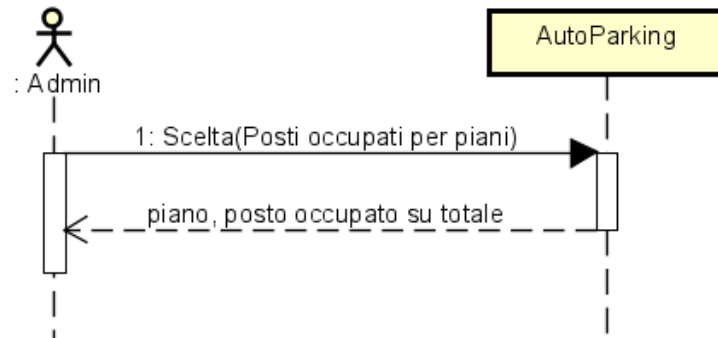 AutoParking
: Admin
1: Scelta(Posti occupati per piani)
piano, posto occupato su totale